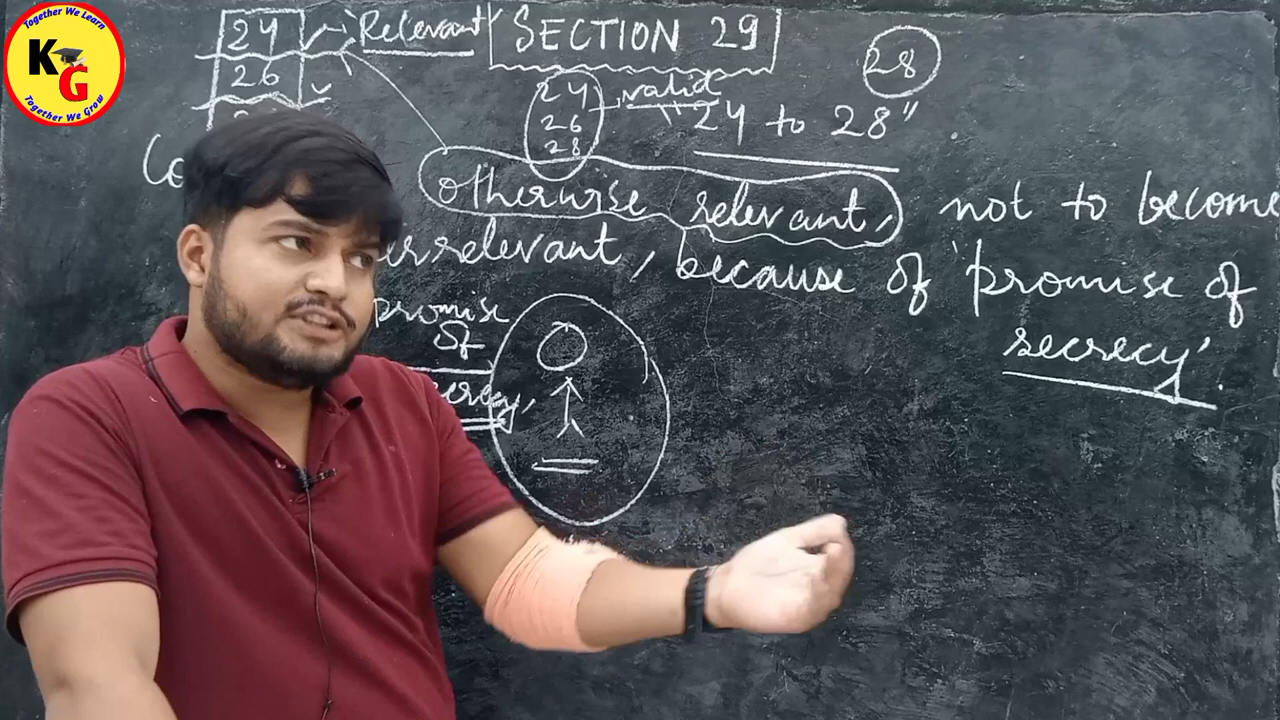 Together We Learn
KG
Together We Grow
24
26
Relevant
SECTION 29
28
24
26
28
valid
"24 to 28"
otherwise relevant, not to become
irrelevant, because of 'promise of
secrecy'.
promise
of